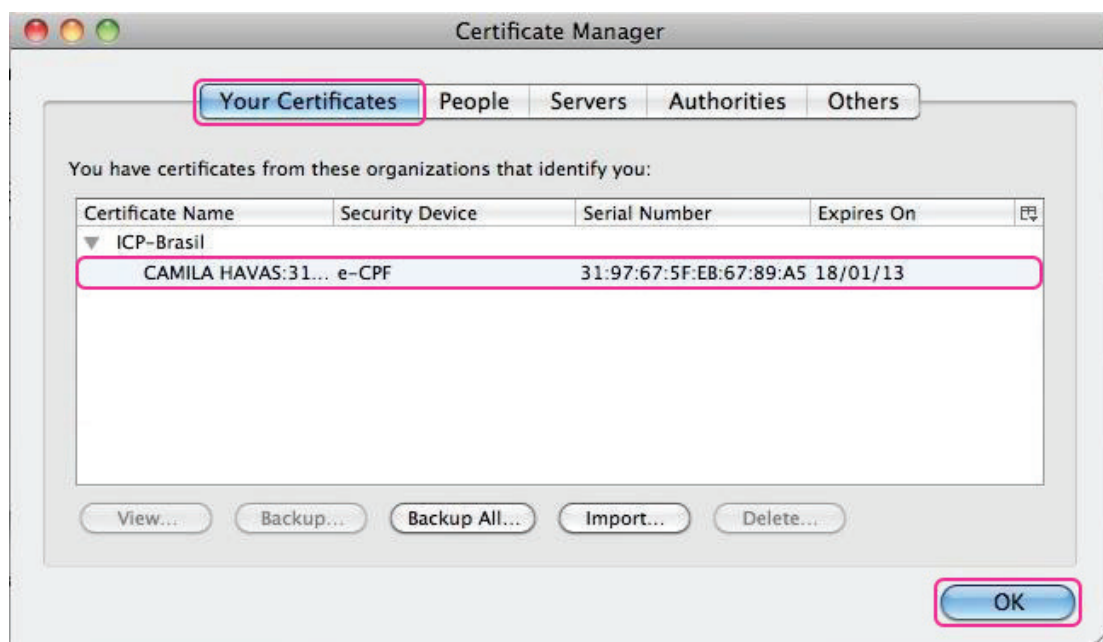 Certificate Manager
Your Certificates People Servers Authorities Others
You have certificates from these organizations that identify you:
Certificate Name Security Device Serial Number Expires On
ICP-Brasil
CAMILA HAVAS:31... e-CPF 31:97:67:5F:EB:67:89:A5 18/01/13
View... Backup... Backup All... Import... Delete...
OK